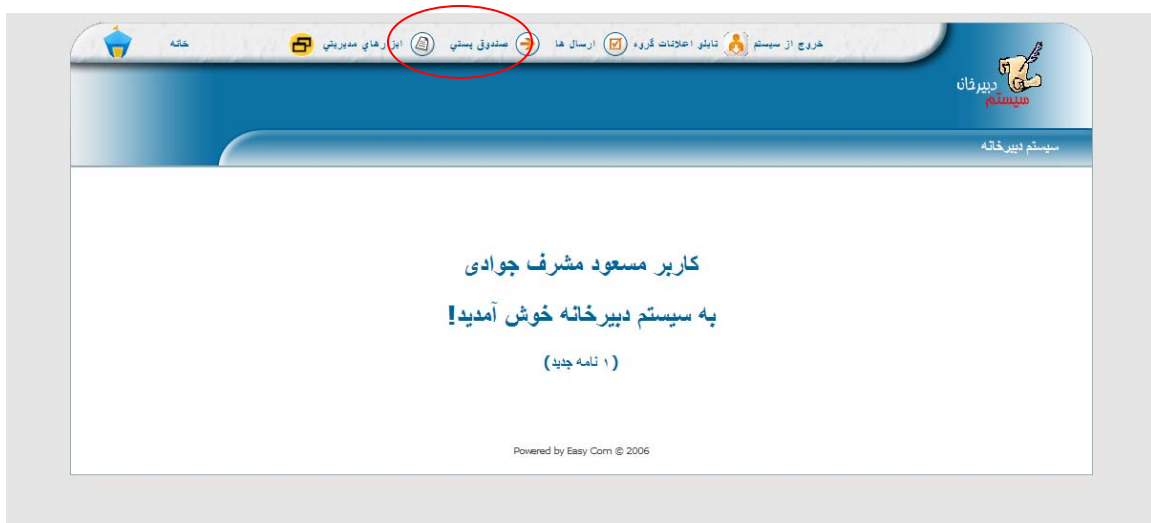 خانه
ابزارهاي مديريتي
صندوق پستي
ارسال ها
تابلو اعلانات گروه
خروج از سيستم
دبیرخانه
سیستم
سیستم دبیرخانه
کاربر مسعود مشرف جوادی
به سیستم دبیرخانه خوش آمدید!
(۱ نامه جدید)
Powered by Easy Com © 2006